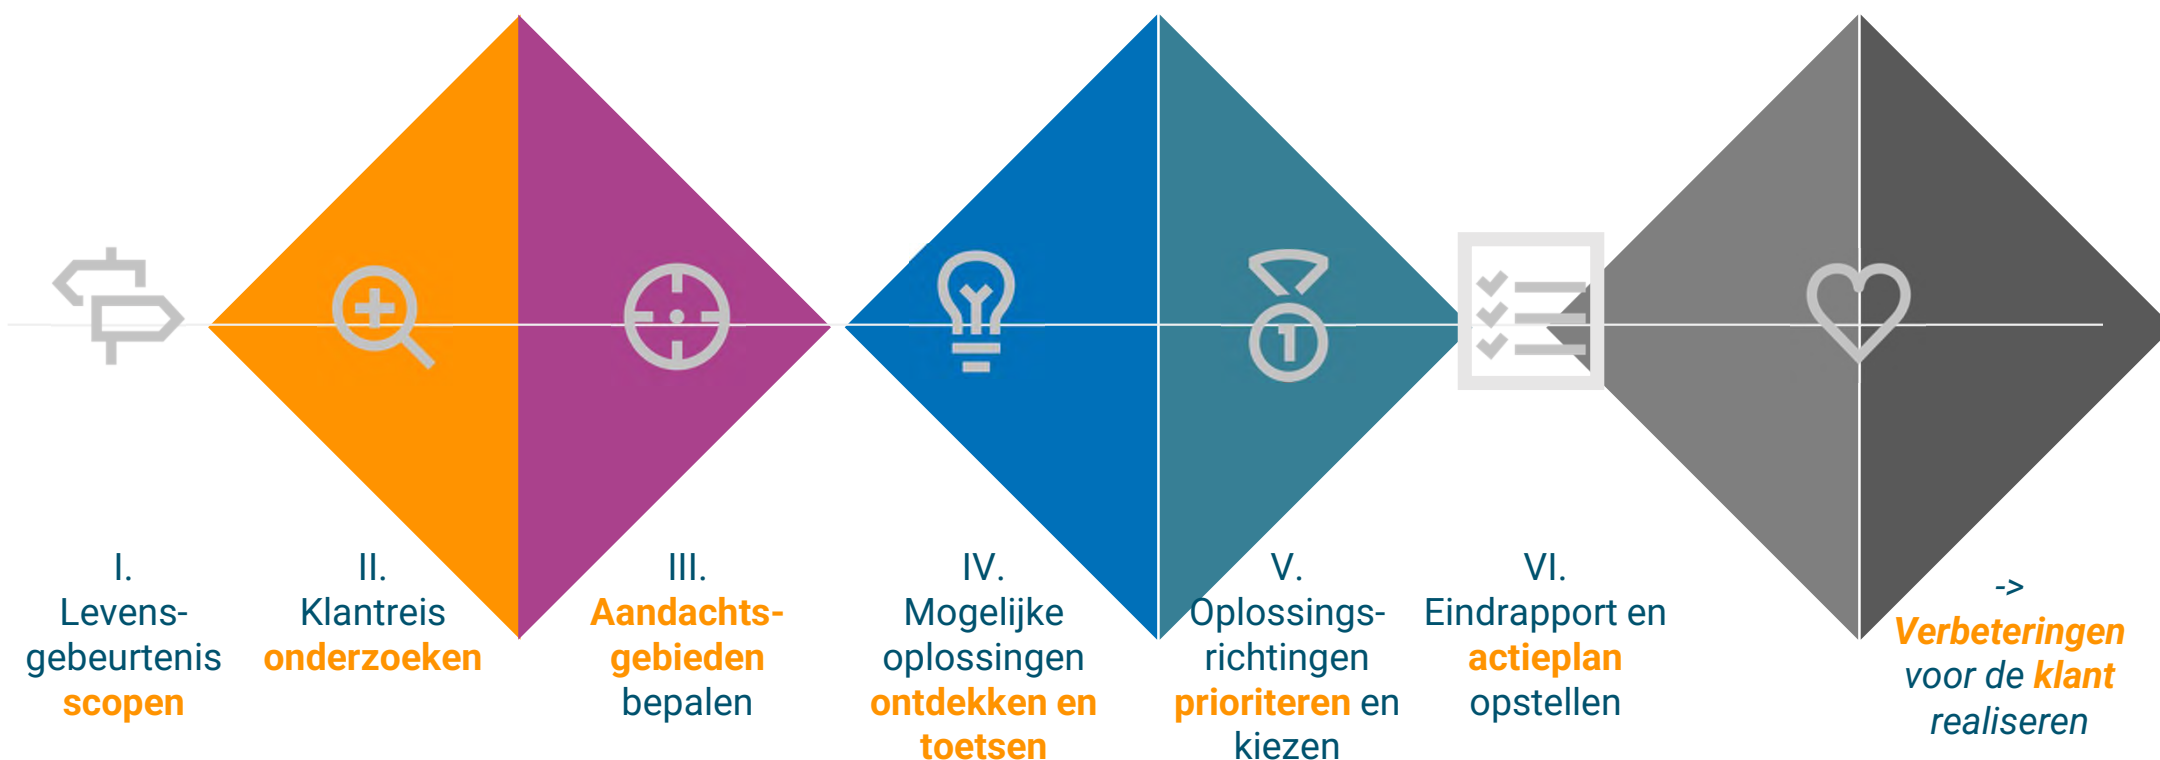 I.
Levens-
gebeurtenis
scopen
II.
Klantreis
onderzoeken
III.
Aandachts-
gebieden
bepalen
IV.
Mogelijke
oplossingen
ontdekken en
toetsen
1
V.
Oplossings-
richtingen
prioriteren en
kiezen
VI.
Eindrapport en
actieplan
opstellen
->
Verbeteringen
voor de klant
realiseren